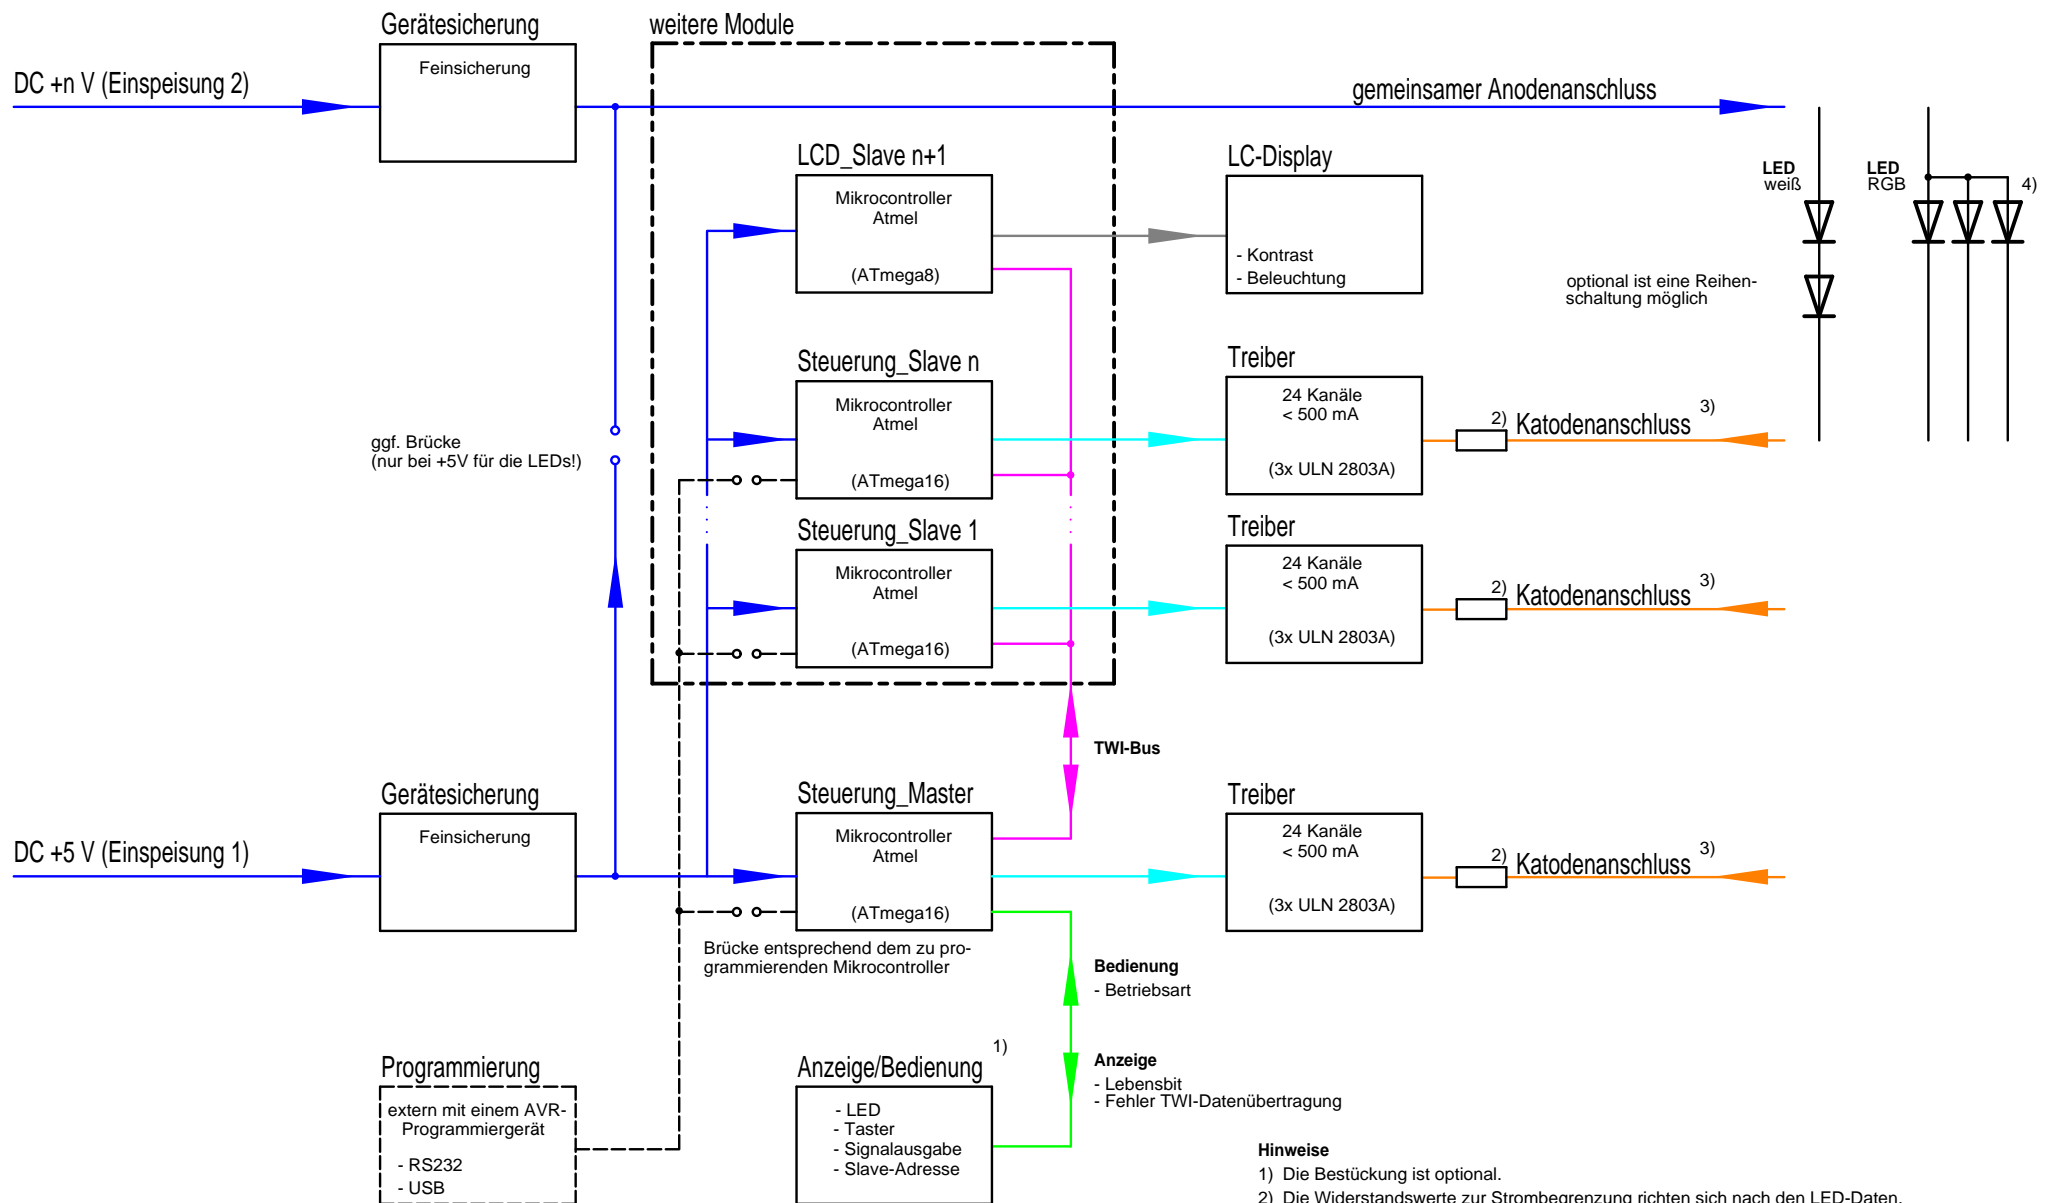 Gerätesicherung
Feinsicherung
DC +n V (Einspeisung 2)
weitere Module
gemeinsamer Anodenanschluss
LCD_Slave n+1
Mikrocontroller
Atmel
(ATmega8)
LC-Display
- Kontrast
- Beleuchtung
LED
weiß
LED
RGB
4)
optional ist eine Reihen-
schaltung möglich
Steuerung_Slave n
Mikrocontroller
Atmel
(ATmega16)
Treiber
24 Kanäle
< 500 mA
(3x ULN 2803A)
2)
Katodenanschluss
3)
ggf. Brücke
(nur bei +5V für die LEDs!)
Steuerung_Slave 1
Mikrocontroller
Atmel
(ATmega16)
Treiber
24 Kanäle
< 500 mA
(3x ULN 2803A)
2)
Katodenanschluss
3)
TWI-Bus
Gerätesicherung
Feinsicherung
DC +5 V (Einspeisung 1)
Steuerung_Master
Mikrocontroller
Atmel
(ATmega16)
Treiber
24 Kanäle
< 500 mA
(3x ULN 2803A)
2)
Katodenanschluss
3)
Brücke entsprechend dem zu pro-
grammierenden Mikrocontroller
Bedienung
- Betriebsart
Anzeige
- Lebensbit
- Fehler TWI-Datenübertragung
Programmierung
extern mit einem AVR-
Programmiergerät
- RS232
- USB
Anzeige/Bedienung
1)
- LED
- Taster
- Signalausgabe
- Slave-Adresse
Hinweise
1) Die Bestückung ist optional.
2) Die Widerstandswerte zur Strombegrenzung richten sich nach den LED-Daten.